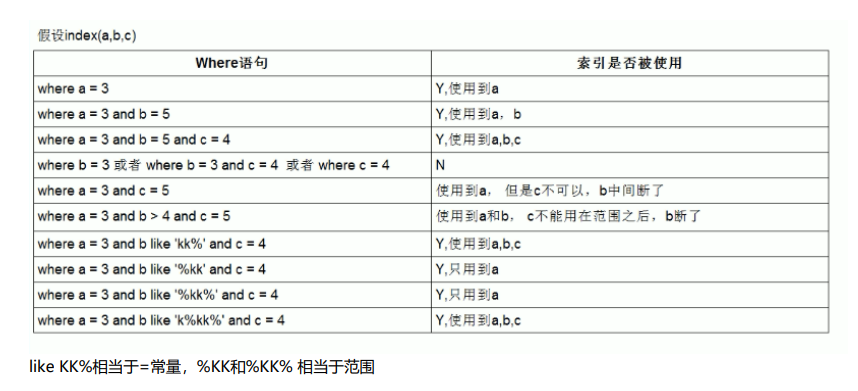 假设index(a,b,c)
Where语句 索引是否被使用
where a = 3 Y,使用到a
where a = 3 and b = 5 Y,使用到a，b
where a = 3 and b = 5 and c = 4 Y,使用到a,b,c
where b = 3 或者 where b = 3 and c = 4 或者 where c = 4 N
where a = 3 and c = 5 使用到a， 但是c不可以，b中间断了
where a = 3 and b > 4 and c = 5 使用到a和b， c不能用在范围之后，b断了
where a = 3 and b like 'kk%' and c = 4 Y,使用到a,b,c
where a = 3 and b like '%kk' and c = 4 Y,只用到a
where a = 3 and b like '%kk%' and c = 4 Y,只用到a
where a = 3 and b like 'k%kk%' and c = 4 Y,使用到a,b,c
like KK%相当于=常量，%KK和%KK% 相当于范围